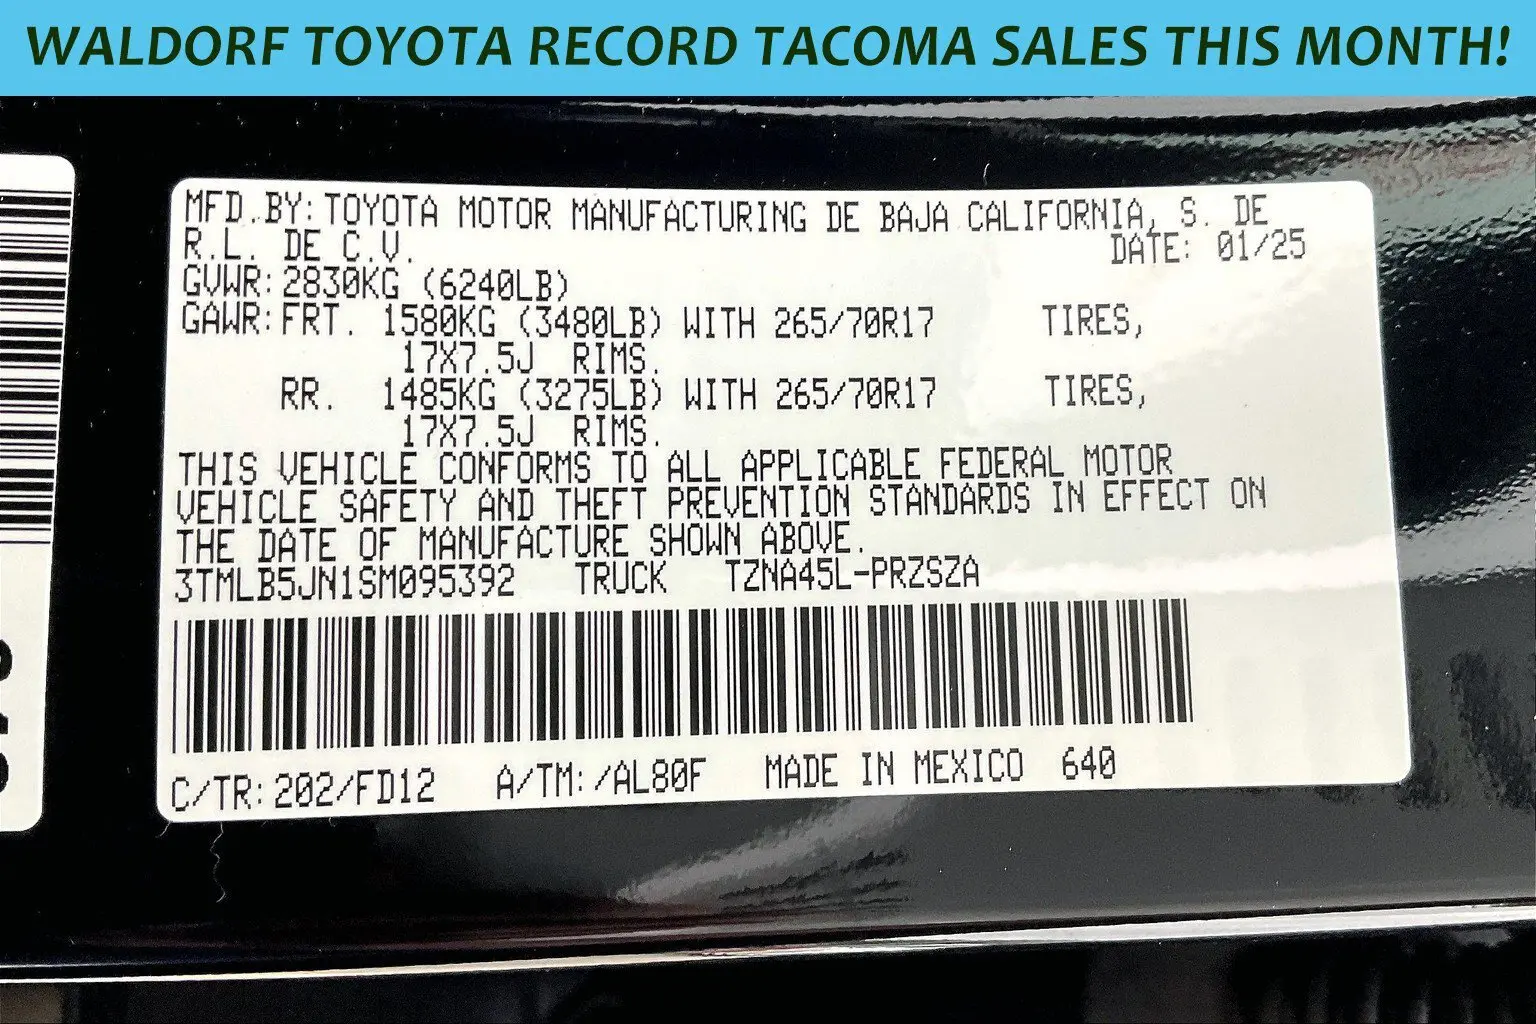 WALDORF TOYOTA RECORD TACOMA SALES THIS MONTH!
MFD.BY:TOYOTA MOTOR MANUFACTURING DE BAJA CALIFORNIA, S. DE
R.L. DE C.V. DATE: 01/25
GVWR:2830KG (6240LB)
GAWR:FRT. 1580KG (3480LB) WITH 265/70R17 TIRES,
17X7.5J RIMS.
RR. 1485KG (3275LB) WITH 265/70R17 TIRES,
17X7.5J RIMS.
THIS VEHICLE CONFORMS TO ALL APPLICABLE FEDERAL MOTOR
VEHICLE SAFETY AND THEFT PREVENTION STANDARDS IN EFFECT ON
THE DATE OF MANUFACTURE SHOWN ABOVE.
3TMLB5JN1SM095392 TRUCK TZNA45L-PRZSZA
C/TR:202/FD12 A/TM:/AL80F MADE IN MEXICO 640